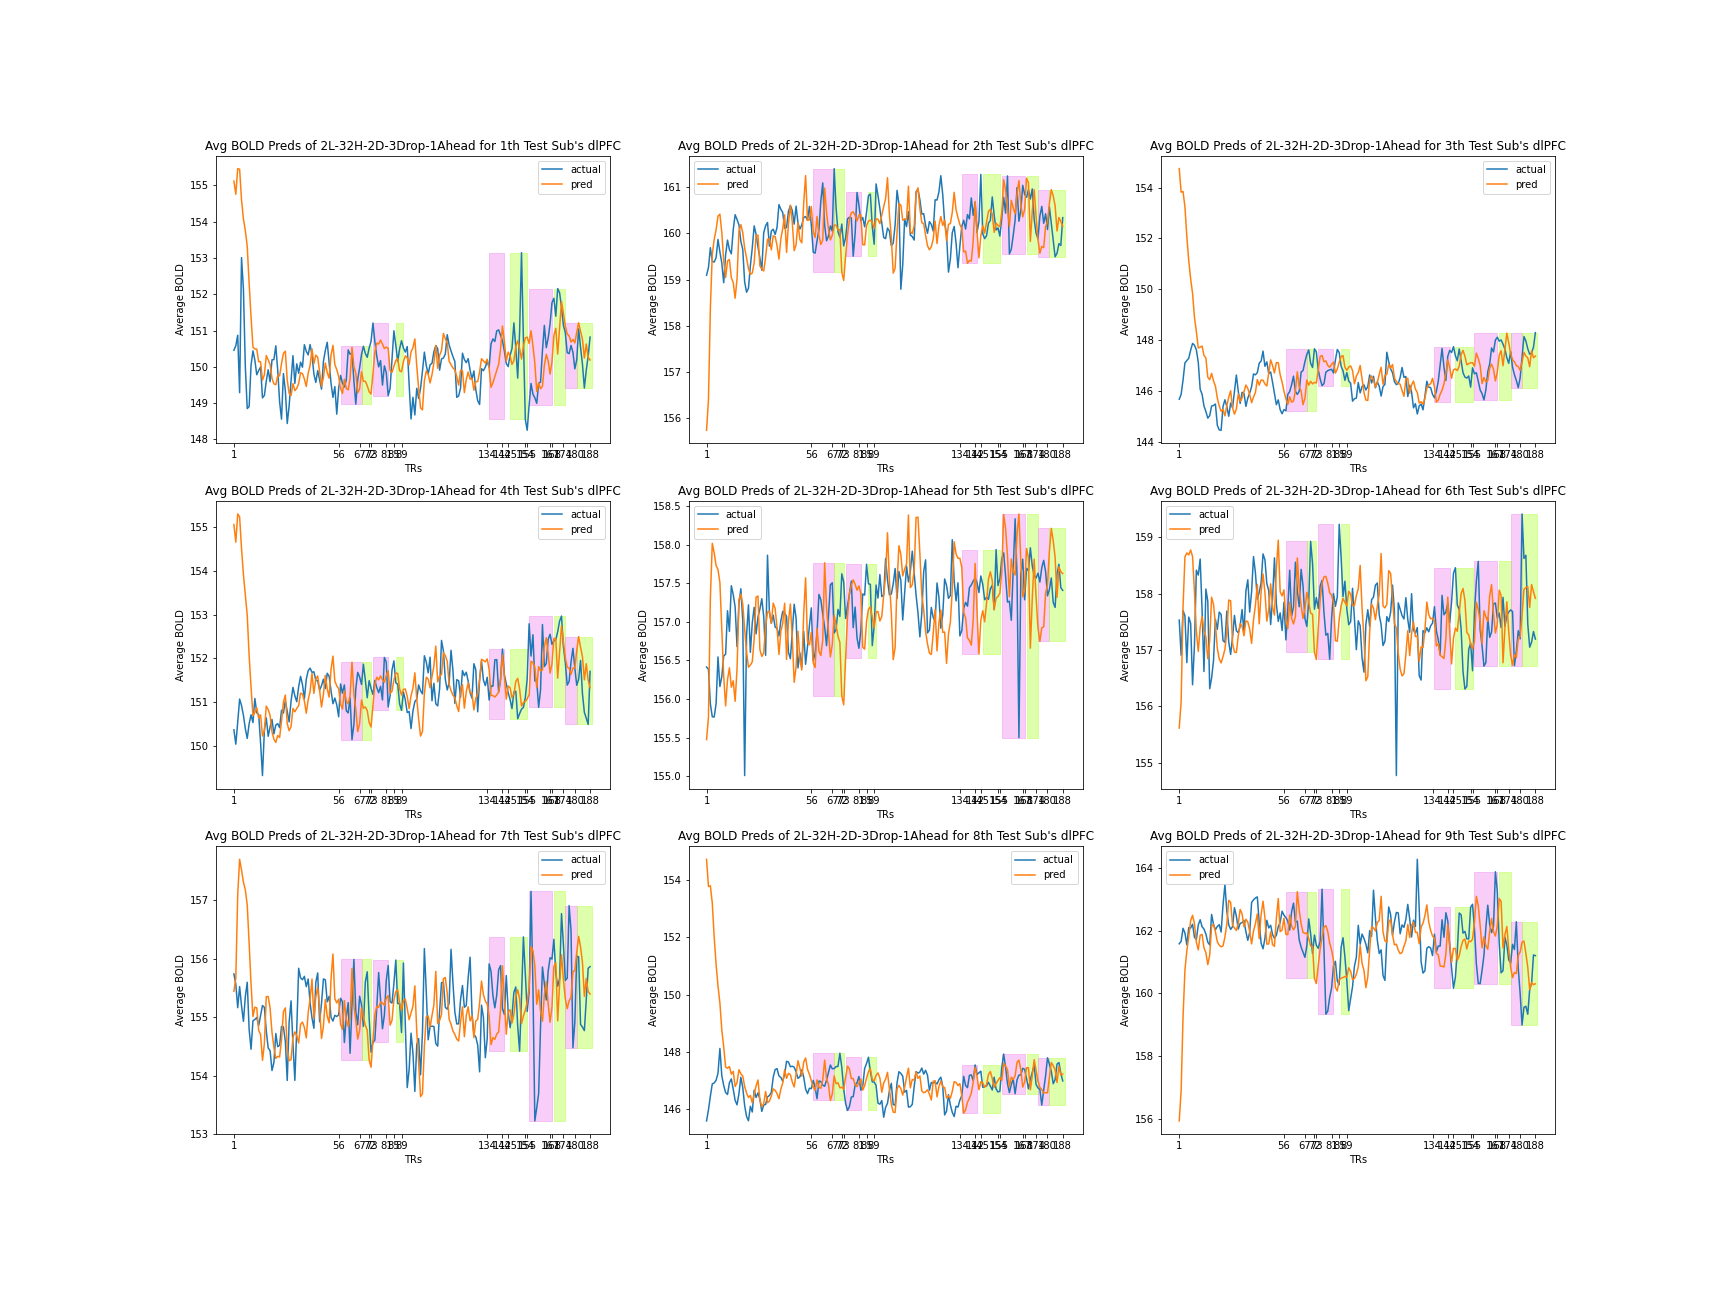 Avg BOLD Preds of 2L-32H-2D-3Drop-1Ahead for 1th Test Sub's dlPFC
actual
pred
155
154
153
152
151
150
149
148
Average BOLD
1 56 134 188
TRs
Avg BOLD Preds of 2L-32H-2D-3Drop-1Ahead for 2th Test Sub's dlPFC
actual
pred
161
160
159
158
157
156
Average BOLD
1 56 134 188
TRs
Avg BOLD Preds of 2L-32H-2D-3Drop-1Ahead for 3th Test Sub's dlPFC
actual
pred
154
152
150
148
146
144
Average BOLD
1 56 134 188
TRs
Avg BOLD Preds of 2L-32H-2D-3Drop-1Ahead for 4th Test Sub's dlPFC
actual
pred
155
154
153
152
151
150
Average BOLD
1 56 134 188
TRs
Avg BOLD Preds of 2L-32H-2D-3Drop-1Ahead for 5th Test Sub's dlPFC
actual
pred
158.5
158.0
157.5
157.0
156.5
156.0
155.5
155.0
Average BOLD
1 56 134 188
TRs
Avg BOLD Preds of 2L-32H-2D-3Drop-1Ahead for 6th Test Sub's dlPFC
actual
pred
159
158
157
156
155
Average BOLD
1 56 134 188
TRs
Avg BOLD Preds of 2L-32H-2D-3Drop-1Ahead for 7th Test Sub's dlPFC
actual
pred
157
156
155
154
153
Average BOLD
1 56 134 188
TRs
Avg BOLD Preds of 2L-32H-2D-3Drop-1Ahead for 8th Test Sub's dlPFC
actual
pred
154
152
150
148
146
Average BOLD
1 56 134 188
TRs
Avg BOLD Preds of 2L-32H-2D-3Drop-1Ahead for 9th Test Sub's dlPFC
actual
pred
164
162
160
158
156
Average BOLD
1 56 134 188
TRs